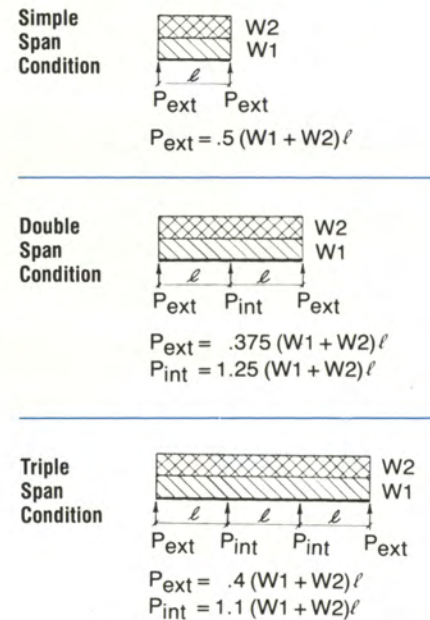 Simple
Span
Condition
W2
W1
ℓ
Pext Pext
Pext = .5 (W1 + W2) ℓ
Double
Span
Condition
W2
W1
ℓ ℓ
Pext Pint Pext
Pext = .375 (W1 + W2) ℓ
Pint = 1.25 (W1 + W2) ℓ
Triple
Span
Condition
W2
W1
ℓ ℓ ℓ
Pext Pint Pint Pext
Pext = .4 (W1 + W2) ℓ
Pint = 1.1 (W1 + W2) ℓ